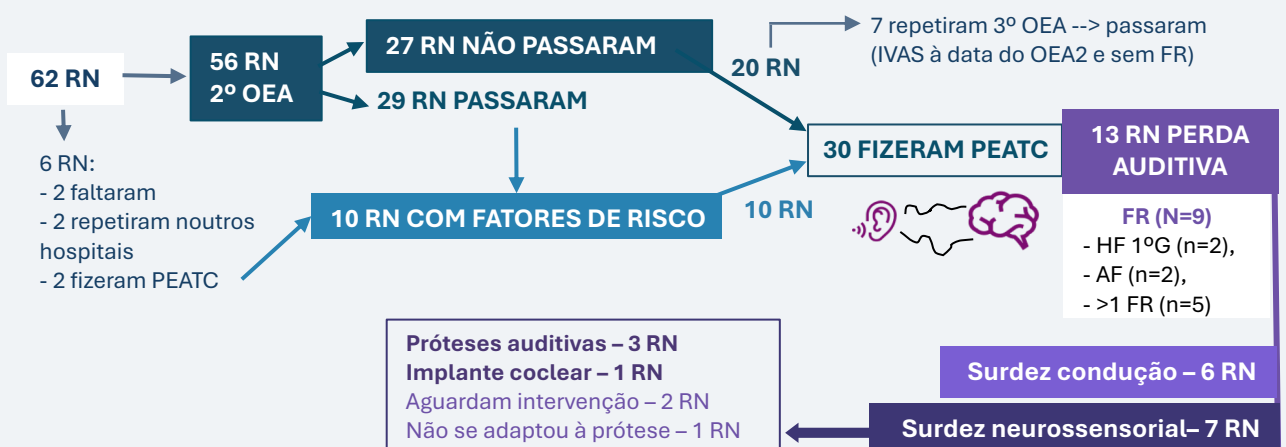 62 RN
6 RN:
- 2 faltaram
- 2 repetiram noutros
hospitais
- 2 fizeram PEATC
56 RN
2º OEA
27 RN NÃO PASSARAM
29 RN PASSARAM
10 RN COM FATORES DE RISCO
20 RN
7 repetiram 3º OEA --> passaram
(IVAS à data do OEA2 e sem FR)
10 RN
30 FIZERAM PEATC
13 RN PERDA
AUDITIVA
FR (N=9)
- HF 1ºG (n=2),
- AF (n=2),
- >1 FR (n=5)
Surdez condução – 6 RN
Surdez neurossensorial– 7 RN
Próteses auditivas – 3 RN
Implante coclear – 1 RN
Aguardam intervenção – 2 RN
Não se adaptou à prótese – 1 RN